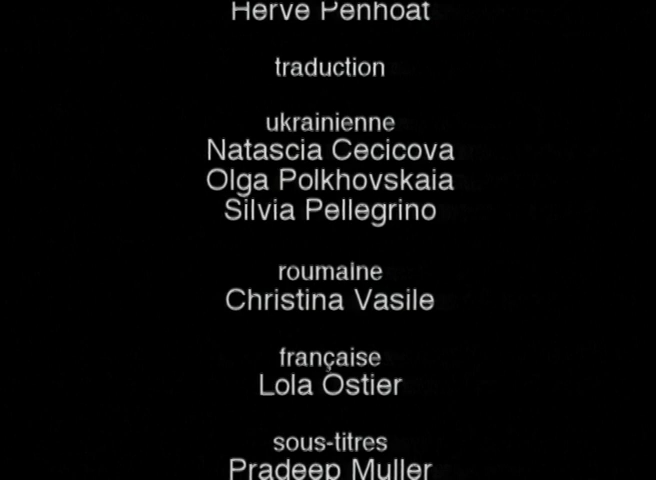 Herve Penhoat
traduction
ukrainienne
Natascia Cecicova
Olga Polkhovskaia
Silvia Pellegrino
roumaine
Christina Vasile
française
Lola Ostier
sous-titres
Pradeep Muller